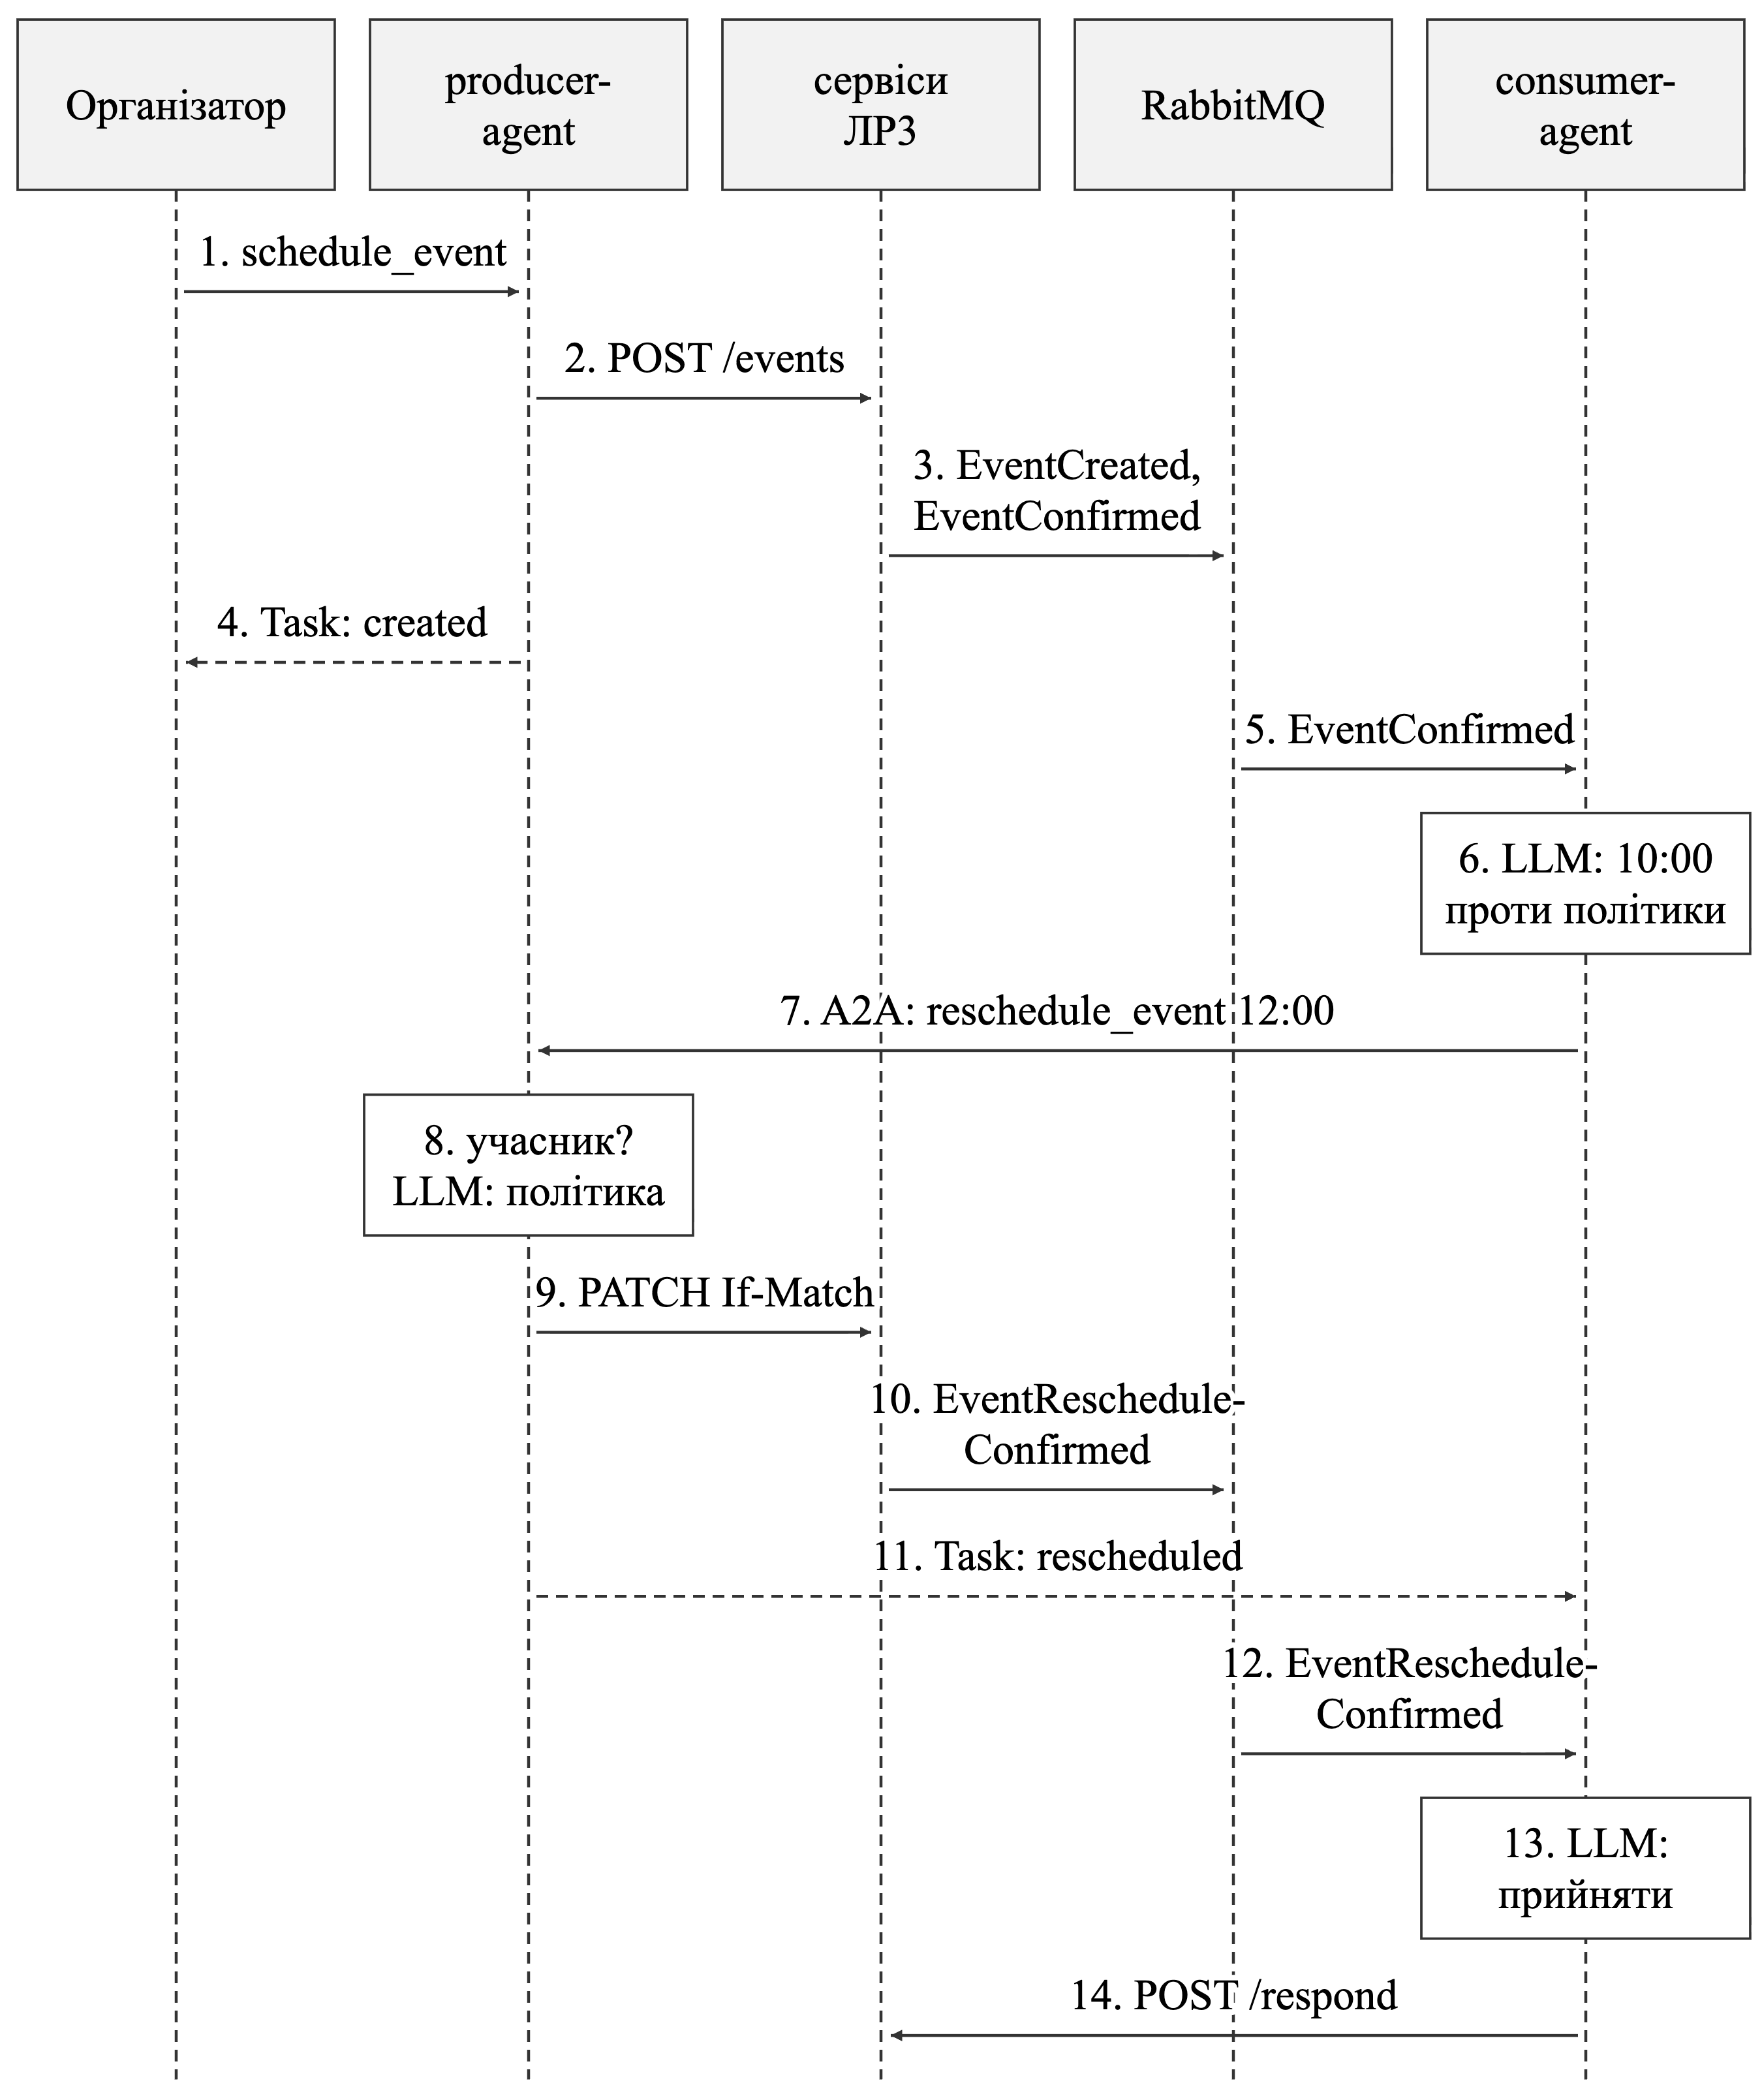 Організатор
producer-
agent
сервіси
ЛР3
RabbitMQ
consumer-
agent
1. schedule_event
2. POST /events
3. EventCreated,
EventConfirmed
4. Task: created
5. EventConfirmed
6. LLM: 10:00
проти політики
7. A2A: reschedule_event 12:00
8. учасник?
LLM: політика
9. PATCH If-Match
10. EventReschedule-
Confirmed
11. Task: rescheduled
12. EventReschedule-
Confirmed
13. LLM:
прийняти
14. POST /respond